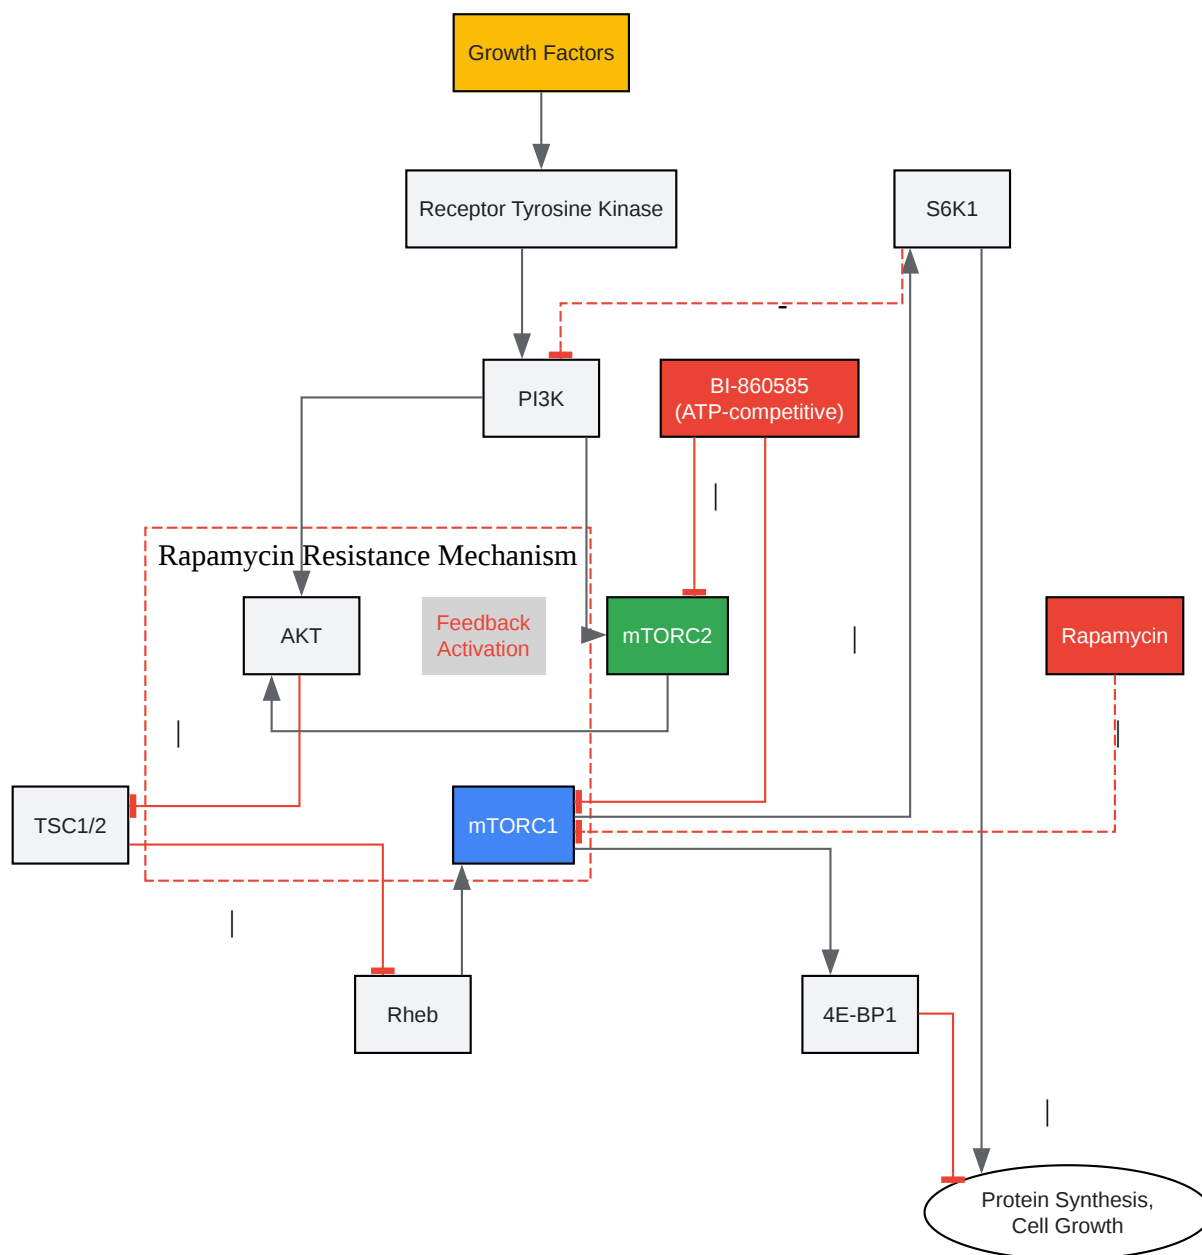 Growth Factors
Receptor Tyrosine Kinase
S6K1
-
PI3K
BI-860585
(ATP-competitive)
|
Rapamycin Resistance Mechanism
AKT
Feedback
Activation
mTORC2
|
Rapamycin
|
|
TSC1/2
mTORC1
|
Rheb
4E-BP1
|
Protein Synthesis,
Cell Growth